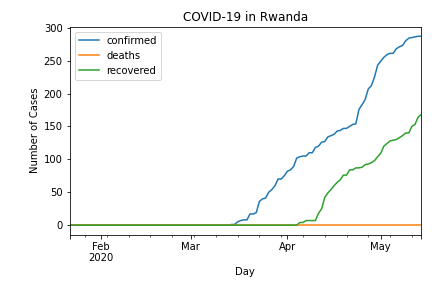 COVID-19 in Rwanda
confirmed
deaths
recovered
Number of Cases
300
250
200
150
100
50
0
Feb
2020
Mar
Apr
May
Day